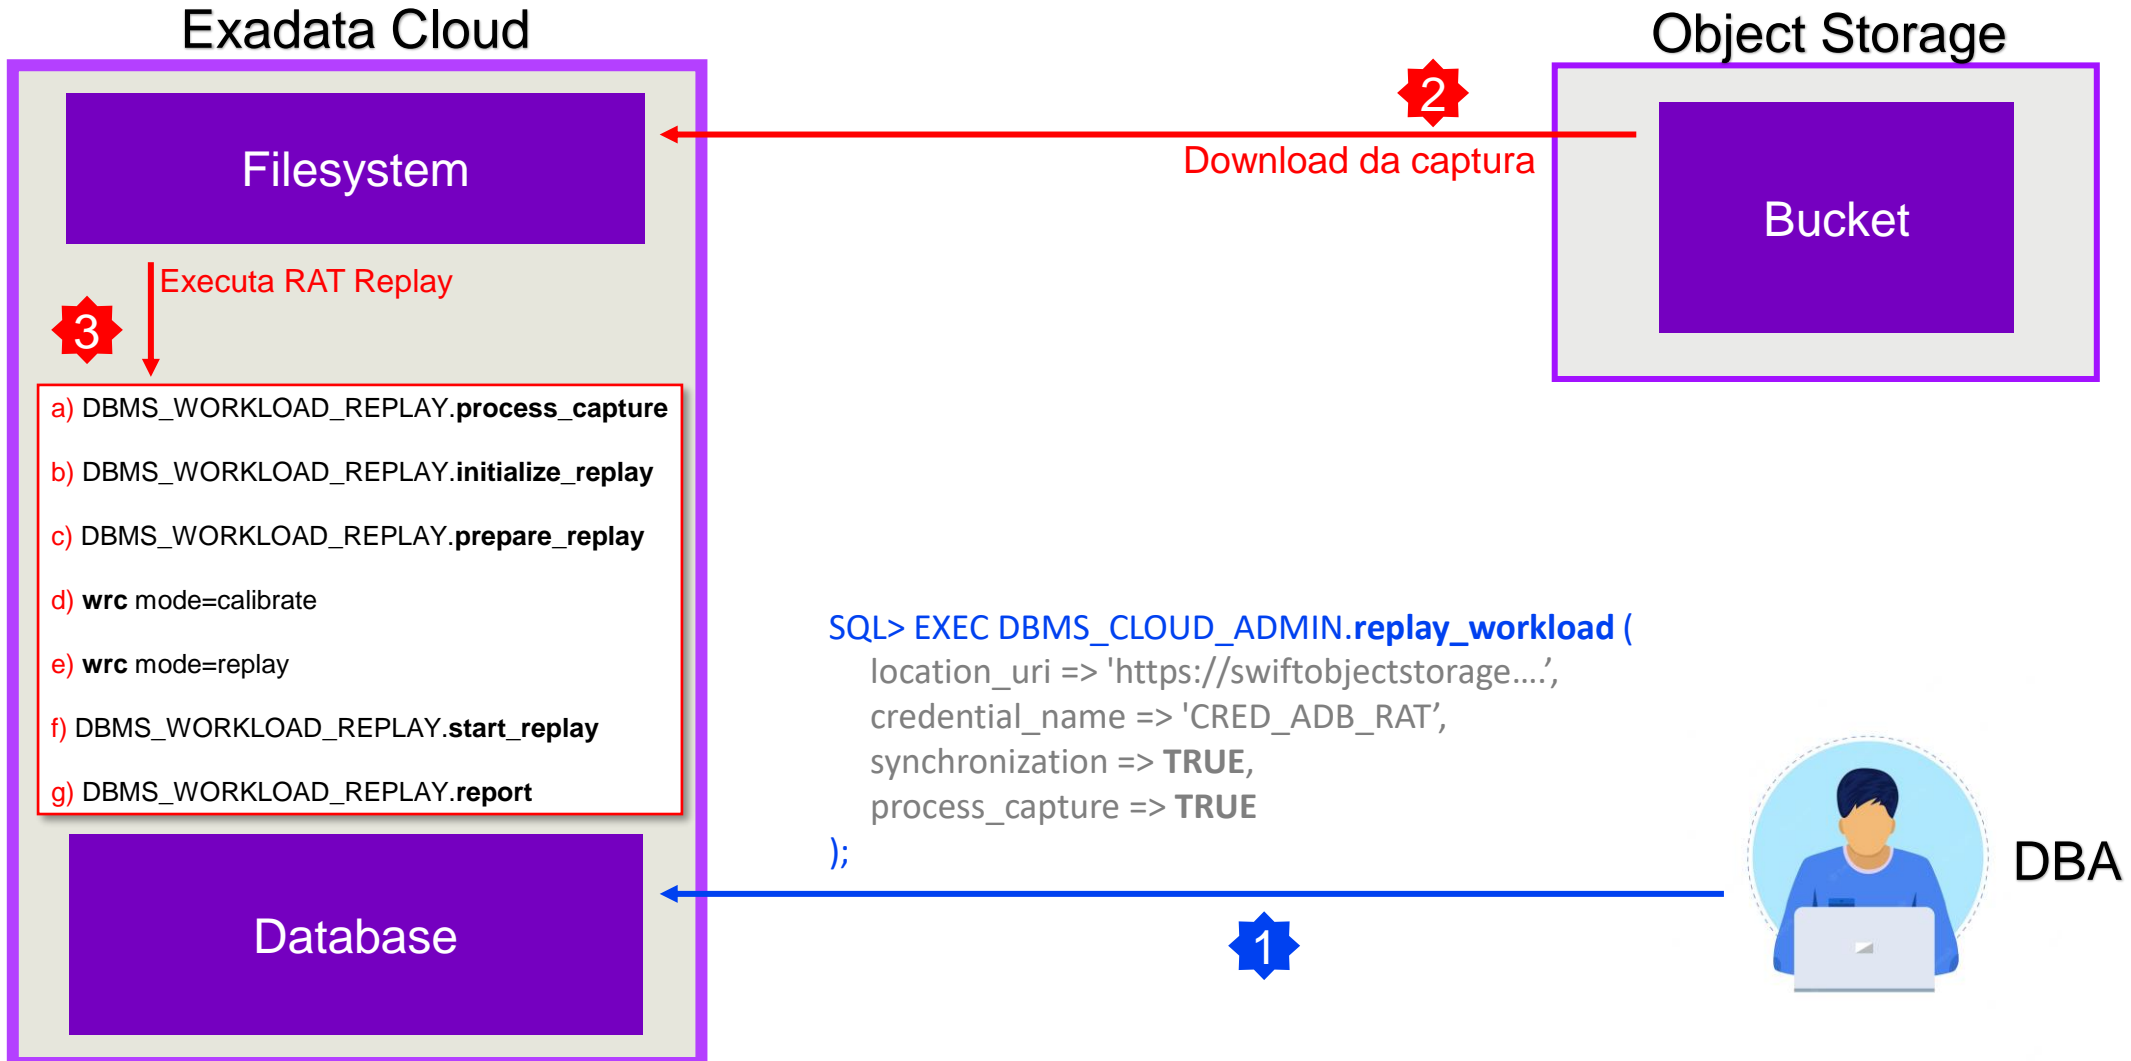 Exadata Cloud
Object Storage
Filesystem
2
Download da captura
Bucket
Executa RAT Replay
3
a) DBMS_WORKLOAD_REPLAY.process_capture
b) DBMS_WORKLOAD_REPLAY.initialize_replay
c) DBMS_WORKLOAD_REPLAY.prepare_replay
d) wrc mode=calibrate
e) wrc mode=replay
f) DBMS_WORKLOAD_REPLAY.start_replay
g) DBMS_WORKLOAD_REPLAY.report
SQL> EXEC DBMS_CLOUD_ADMIN.replay_workload (
location_uri => 'https://swiftobjectstorage....’,
credential_name => 'CRED_ADB_RAT’,
synchronization => TRUE,
process_capture => TRUE
);
DBA
Database
1